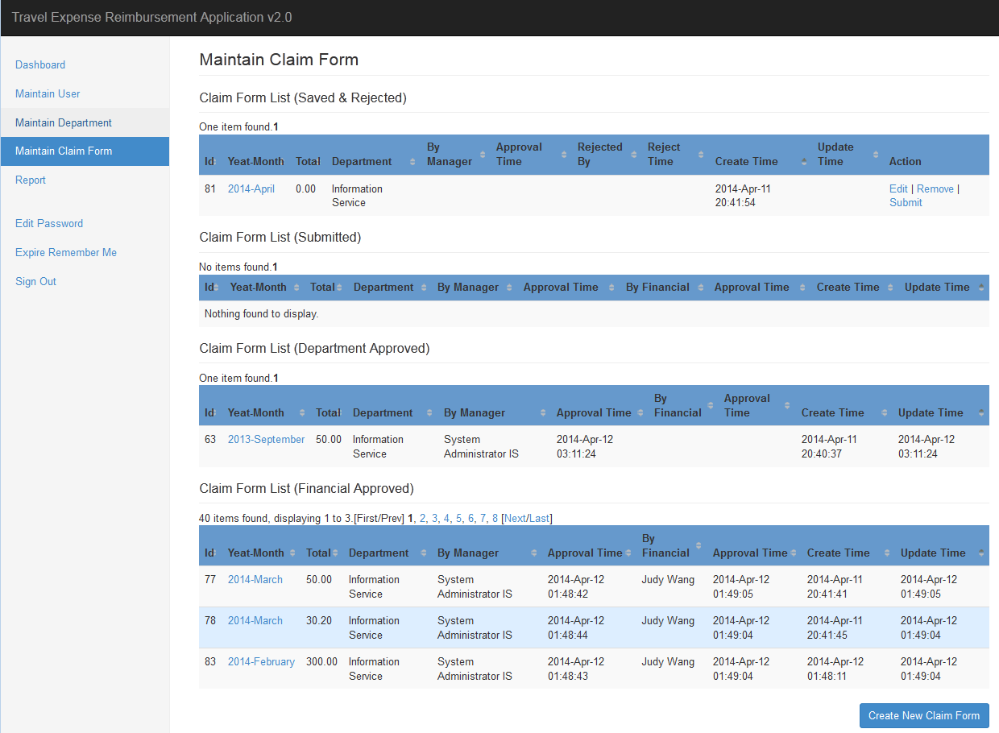 Travel Expense Reimbursement Application v2.0
Dashboard
Maintain User
Maintain Department
Maintain Claim Form
Report
Edit Password
Expire Remember Me
Sign Out
Maintain Claim Form
Claim Form List (Saved & Rejected)
One item found.1
Id Yeat-Month Total Department By Manager Approval Time Rejected By Reject Time Create Time Update Time Action
81 2014-April 0.00 Information Service 2014-Apr-11 20:41:54 Edit | Remove | Submit
Claim Form List (Submitted)
No items found.1
Id Yeat-Month Total Department By Manager Approval Time By Financial Approval Time Create Time Update Time
Nothing found to display.
Claim Form List (Department Approved)
One item found.1
Id Yeat-Month Total Department By Manager Approval Time By Financial Approval Time Create Time Update Time
63 2013-September 50.00 Information Service System Administrator IS 2014-Apr-12 03:11:24 2014-Apr-11 20:40:37 2014-Apr-12 03:11:24
Claim Form List (Financial Approved)
40 items found, displaying 1 to 3.[First/Prev] 1, 2, 3, 4, 5, 6, 7, 8 [Next/Last]
Id Yeat-Month Total Department By Manager Approval Time By Financial Approval Time Create Time Update Time
77 2014-March 50.00 Information Service System Administrator IS 2014-Apr-12 01:48:42 Judy Wang 2014-Apr-12 01:49:05 2014-Apr-11 20:41:41 2014-Apr-12 01:49:05
78 2014-March 30.20 Information Service System Administrator IS 2014-Apr-12 01:48:44 Judy Wang 2014-Apr-12 01:49:04 2014-Apr-11 20:41:45 2014-Apr-12 01:49:04
83 2014-February 300.00 Information Service System Administrator IS 2014-Apr-12 01:48:43 Judy Wang 2014-Apr-12 01:49:04 2014-Apr-12 01:48:11 2014-Apr-12 01:49:04
Create New Claim Form